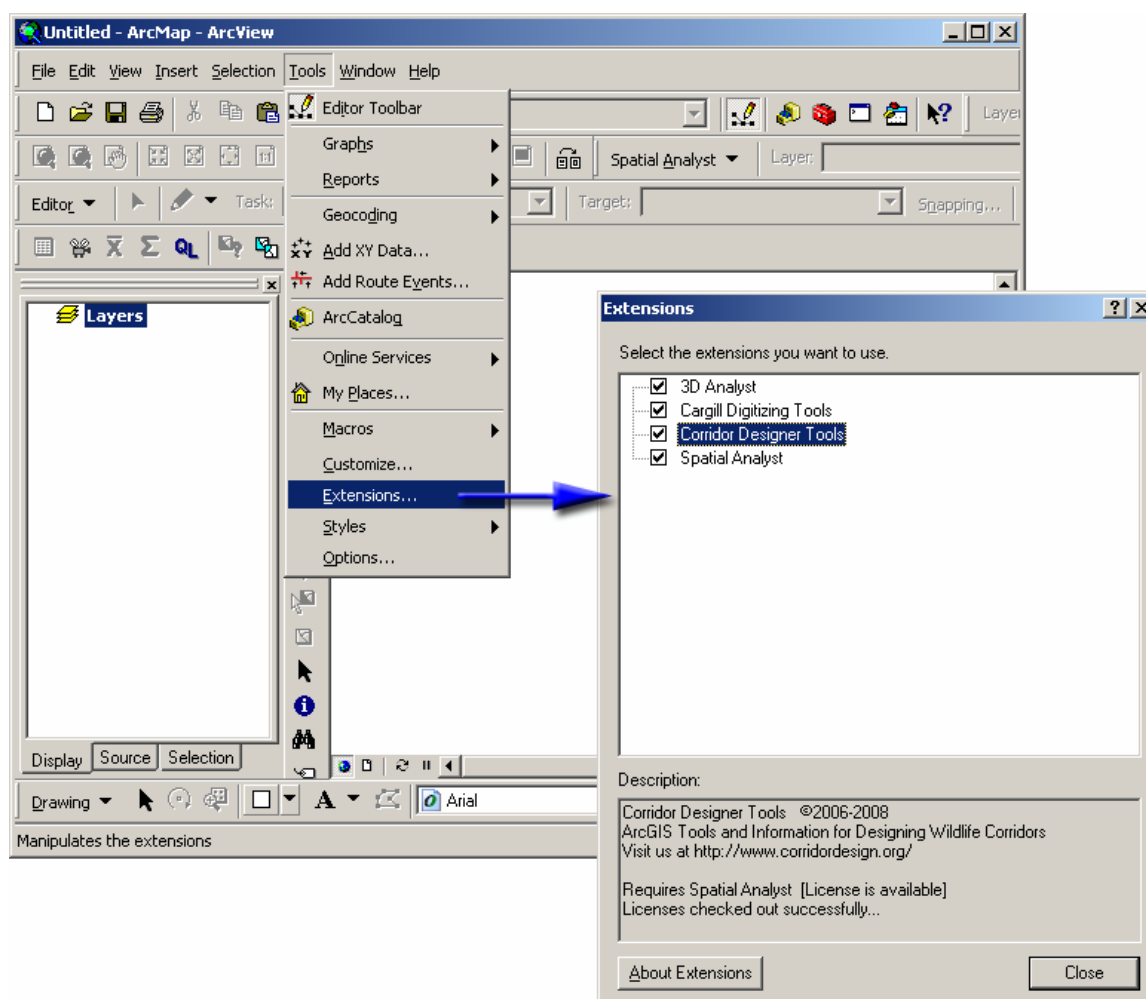 Untitled - ArcMap - ArcView
File Edit View Insert Selection Tools Window Help
Editor Toolbar
Graphs
Reports
Geocoding
Add XY Data...
Add Route Events...
ArcCatalog
Online Services
My Places...
Macros
Customize...
Extensions...
Styles
Options...
Layer
1:1
Spatial Analyst
Layer:
Editor
Task:
Target:
Snapping...
QL
Layers
Display Source Selection
Drawing
A
Arial
Manipulates the extensions
Extensions
Select the extensions you want to use.
3D Analyst
Cargill Digitizing Tools
Corridor Designer Tools
Spatial Analyst
Description:
Corridor Designer Tools ©2006-2008
ArcGIS Tools and Information for Designing Wildlife Corridors
Visit us at http://www.corridordesign.org/
Requires Spatial Analyst [License is available]
Licenses checked out successfully...
About Extensions
Close